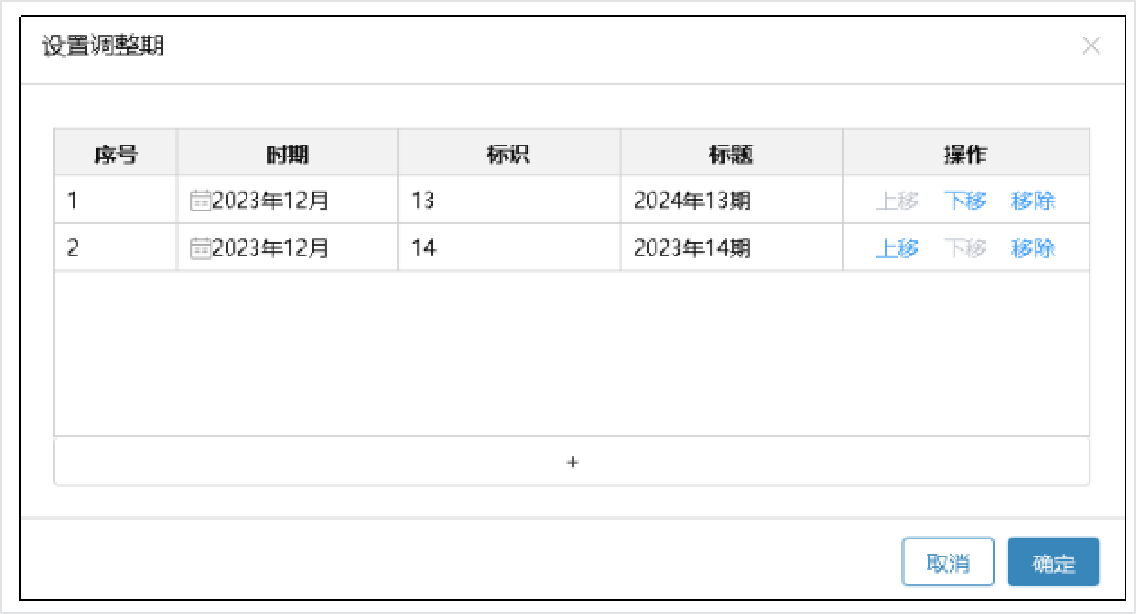 设置调整期
序号 时期 标识 标题 操作
1 2023年12月 13 2024年13期 上移 下移 移除
2 2023年12月 14 2023年14期 上移 下移 移除
+
取消 确定